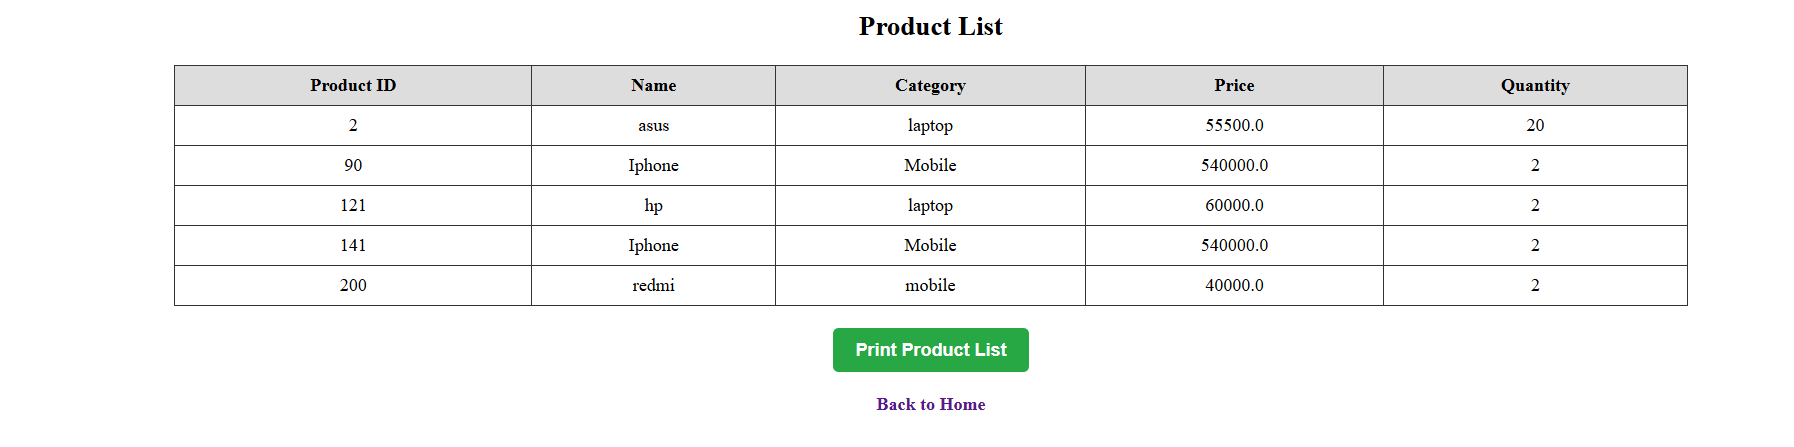 Product List
Product ID Name Category Price Quantity
2 asus laptop 55500.0 20
90 Iphone Mobile 540000.0 2
121 hp laptop 60000.0 2
141 Iphone Mobile 540000.0 2
200 redmi mobile 40000.0 2
Print Product List
Back to Home